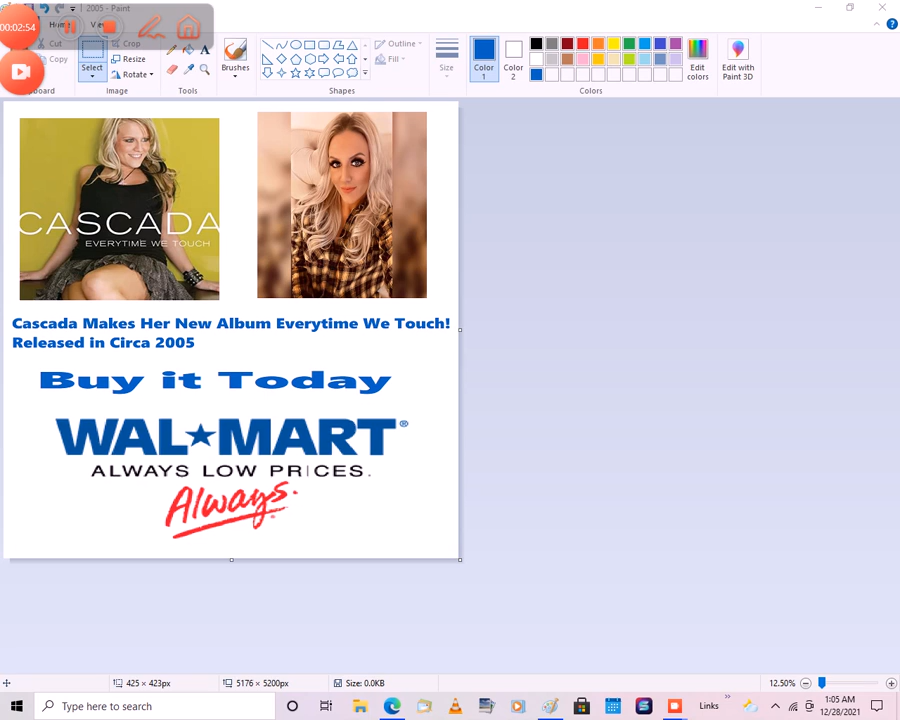 00:02:54
2005 - Paint
Cut
Copy
Select
Crop
Resize
Rotate
Image
A
Tools
Brushes
Shapes
Outline
Fill
Size
Color 1
Color 2
Colors
Edit colors
Edit with Paint 3D
CASCADA
EVERYTIME WE TOUCH
Cascada Makes Her New Album Everytime We Touch!
Released in Circa 2005
Buy it Today
WAL★MART®
ALWAYS LOW PRICES.
Always.
425 × 423px
5176 × 5200px
Size: 0.0KB
12.50%
Type here to search
Links
1:05 AM
12/28/2021